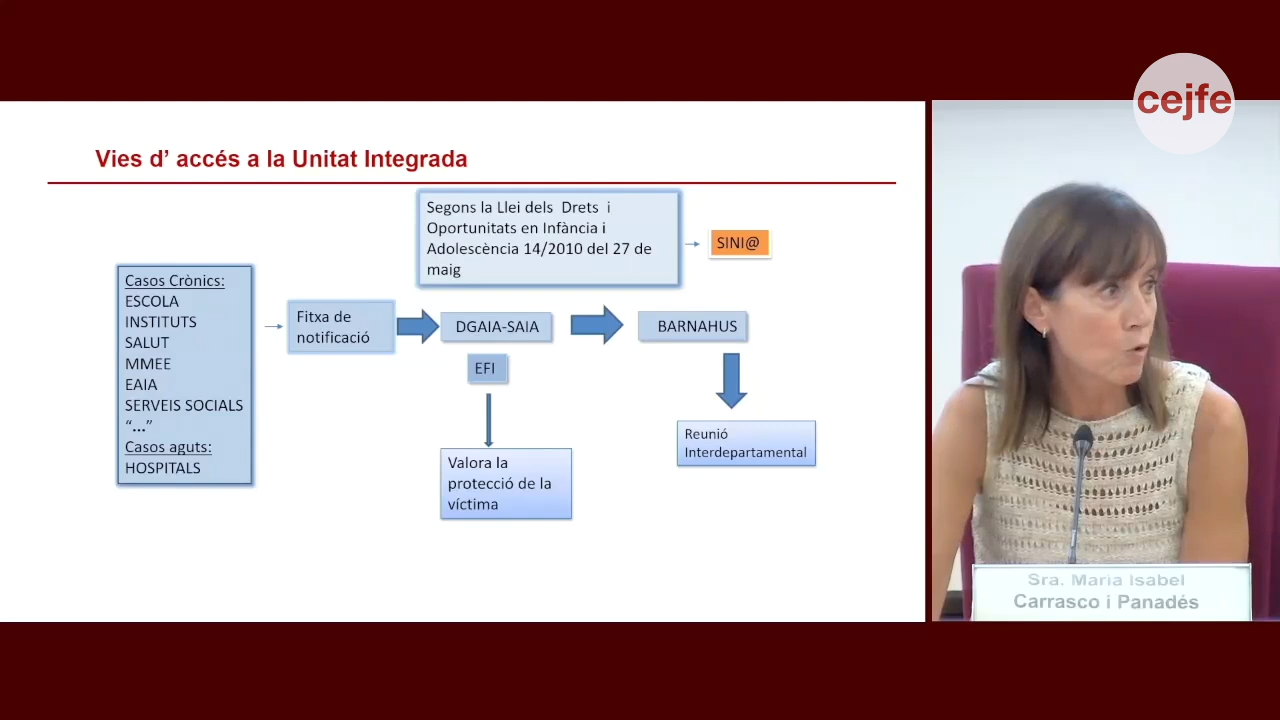 cejfe
Vies d’ accés a la Unitat Integrada
Segons la Llei dels Drets i
Oportunitats en Infància i
Adolescència 14/2010 del 27 de
maig
SINI@
Casos Crònics:
ESCOLA
INSTITUTS
SALUT
MMEE
EAIA
SERVEIS SOCIALS
“...”
Casos aguts:
HOSPITALS
Fitxa de
notificació
DGAIA-SAIA
EFI
Valora la
protecció de la
víctima
BARNAHUS
Reunió
Interdepartamental
Sra. Maria Isabel
Carrasco i Panadés